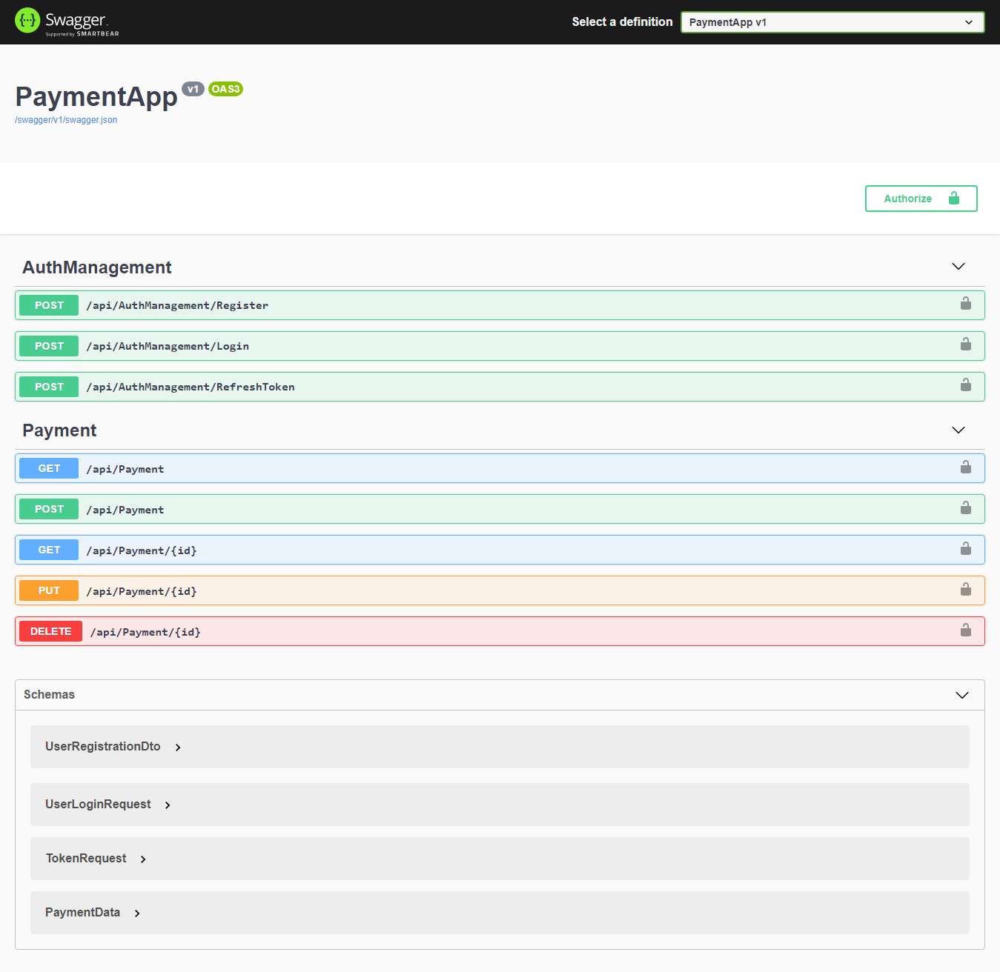 Swagger
Supported by SMARTBEAR
Select a definition
PaymentApp v1
PaymentApp v1 OAS3
/swagger/v1/swagger.json
Authorize
AuthManagement
POST /api/AuthManagement/Register
POST /api/AuthManagement/Login
POST /api/AuthManagement/RefreshToken
Payment
GET /api/Payment
POST /api/Payment
GET /api/Payment/{id}
PUT /api/Payment/{id}
DELETE /api/Payment/{id}
Schemas
UserRegistrationDto
UserLoginRequest
TokenRequest
PaymentData